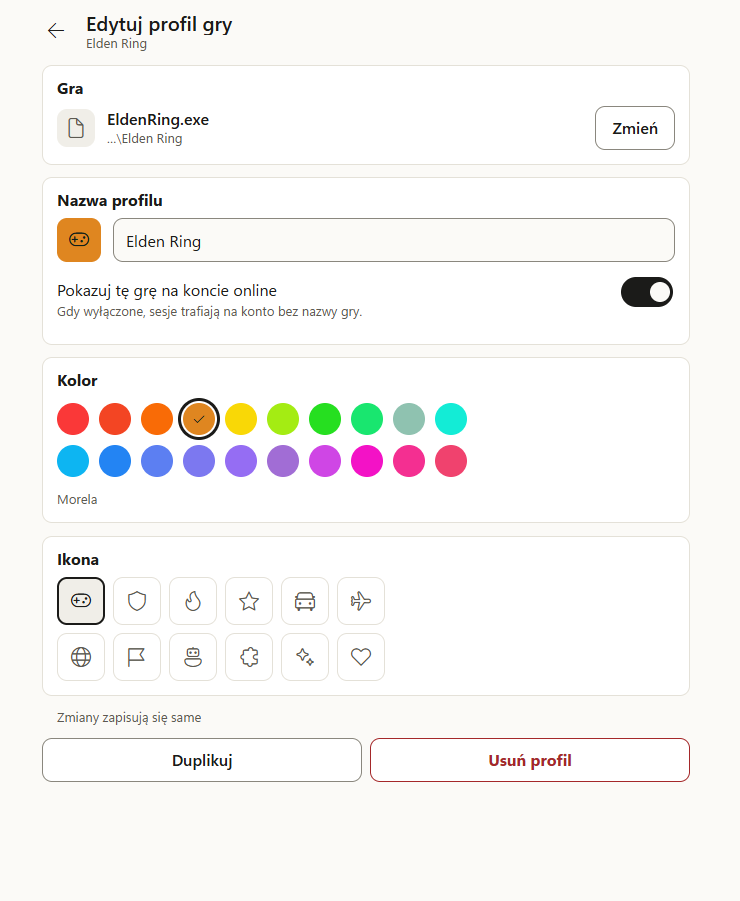 Edytuj profil gry
Elden Ring
Gra
EldenRing.exe
...\Elden Ring
Zmień
Nazwa profilu
Elden Ring
Pokazuj tę grę na koncie online
Gdy wyłączone, sesje trafiają na konto bez nazwy gry.
Kolor
Morela
Ikona
Zmiany zapisują się same
Duplikuj
Usuń profil